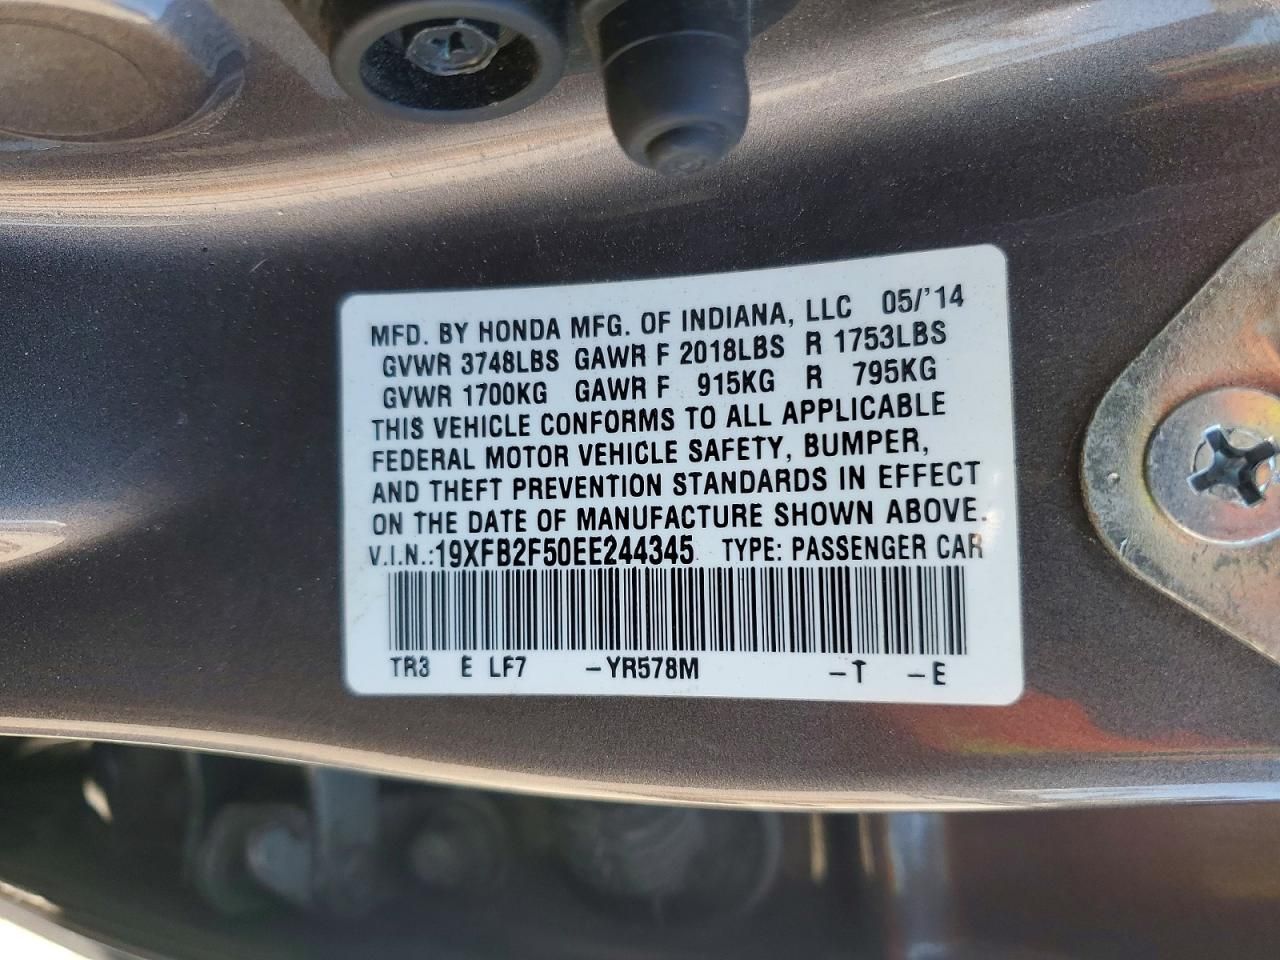 MFD. BY HONDA MFG. OF INDIANA, LLC 05/'14
GVWR 3748LBS GAWR F 2018LBS R 1753LBS
GVWR 1700KG GAWR F 915KG R 795KG
THIS VEHICLE CONFORMS TO ALL APPLICABLE
FEDERAL MOTOR VEHICLE SAFETY, BUMPER,
AND THEFT PREVENTION STANDARDS IN EFFECT
ON THE DATE OF MANUFACTURE SHOWN ABOVE.
V.I.N.:19XFB2F50EE244345 TYPE: PASSENGER CAR
TR3 E LF7 -YR578M -T -E